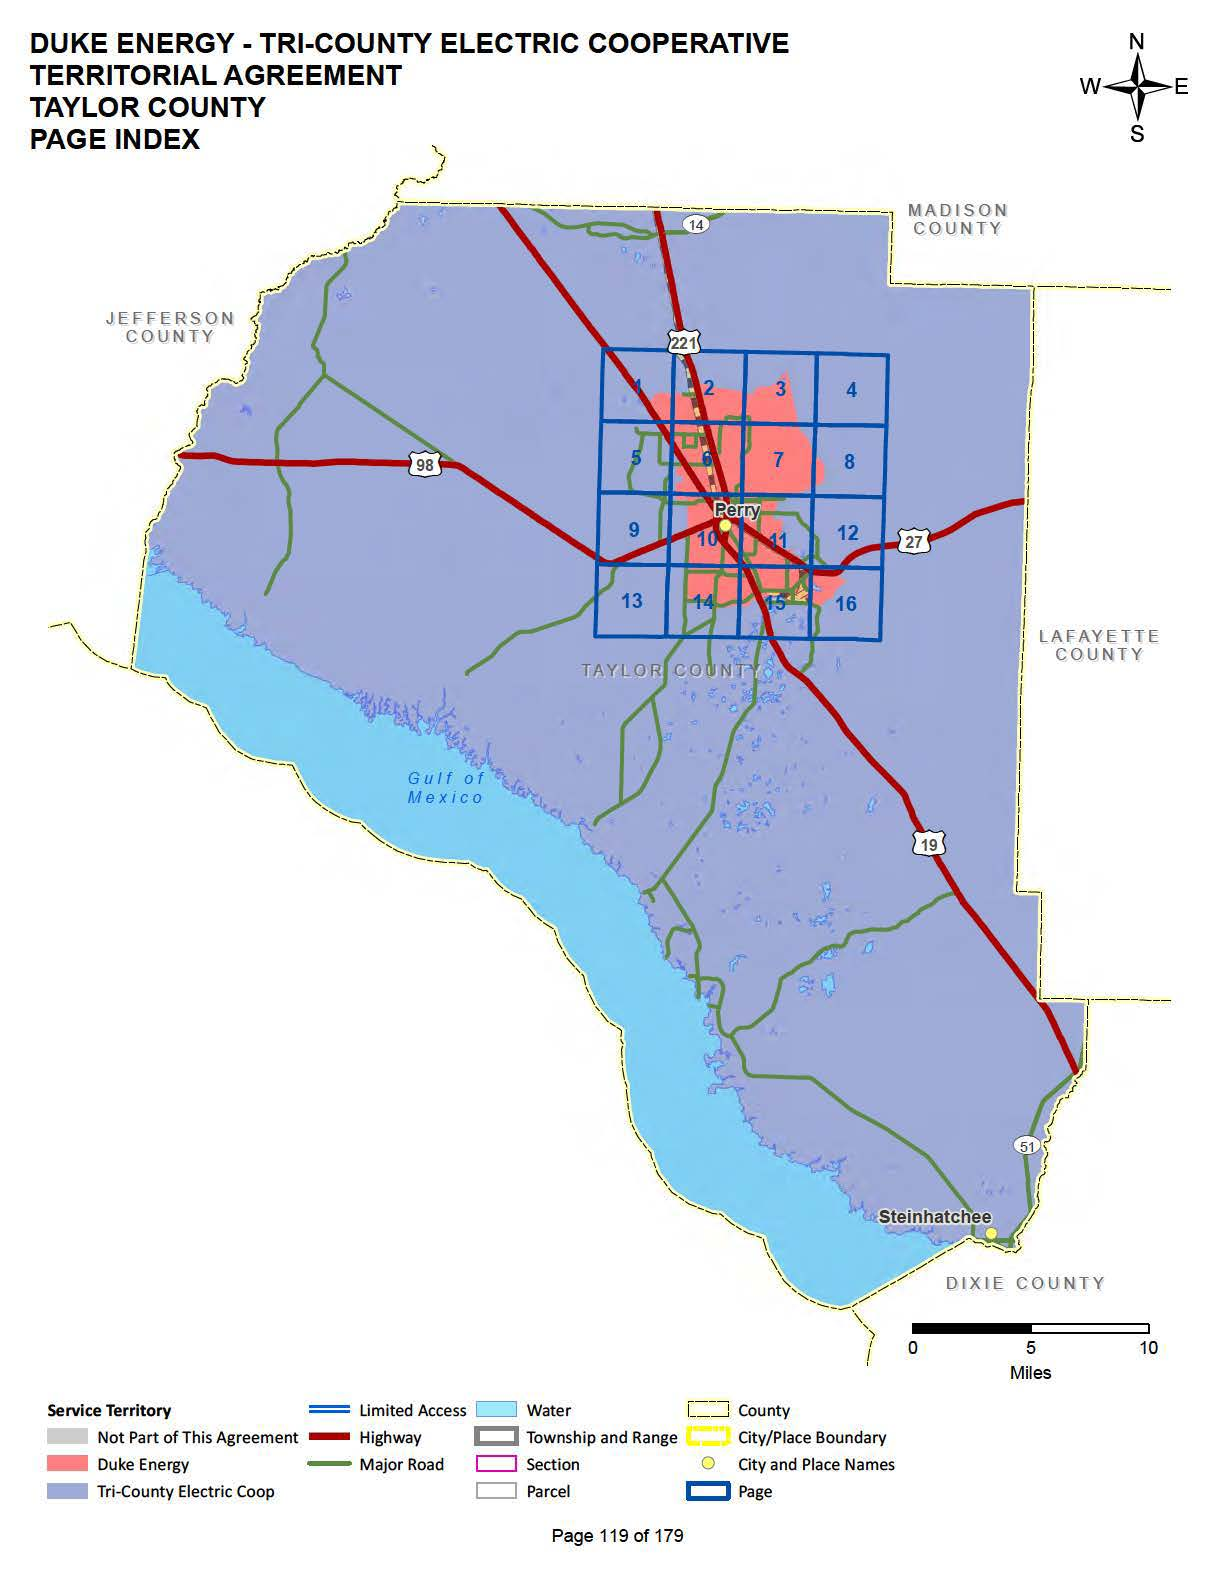 DUKE ENERGY - TRI-COUNTY ELECTRIC COOPERATIVE
TERRITORIAL AGREEMENT
TAYLOR COUNTY
PAGE INDEX
N
W E
S
MADISON
COUNTY
14
JEFFERSON
COUNTY
221
1 2 3 4
98
5 6 7 8
Perry
9 10 11 12
27
13 14 15 16
LAFAYETTE
COUNTY
TAYLOR COUNTY
Gulf of
Mexico
19
51
Steinhatchee
DIXIE COUNTY
0 5 10
Miles
Service Territory
Not Part of This Agreement
Duke Energy
Tri-County Electric Coop
Limited Access
Highway
Major Road
Water
Township and Range
Section
Parcel
County
City/Place Boundary
City and Place Names
Page
Page 119 of 179